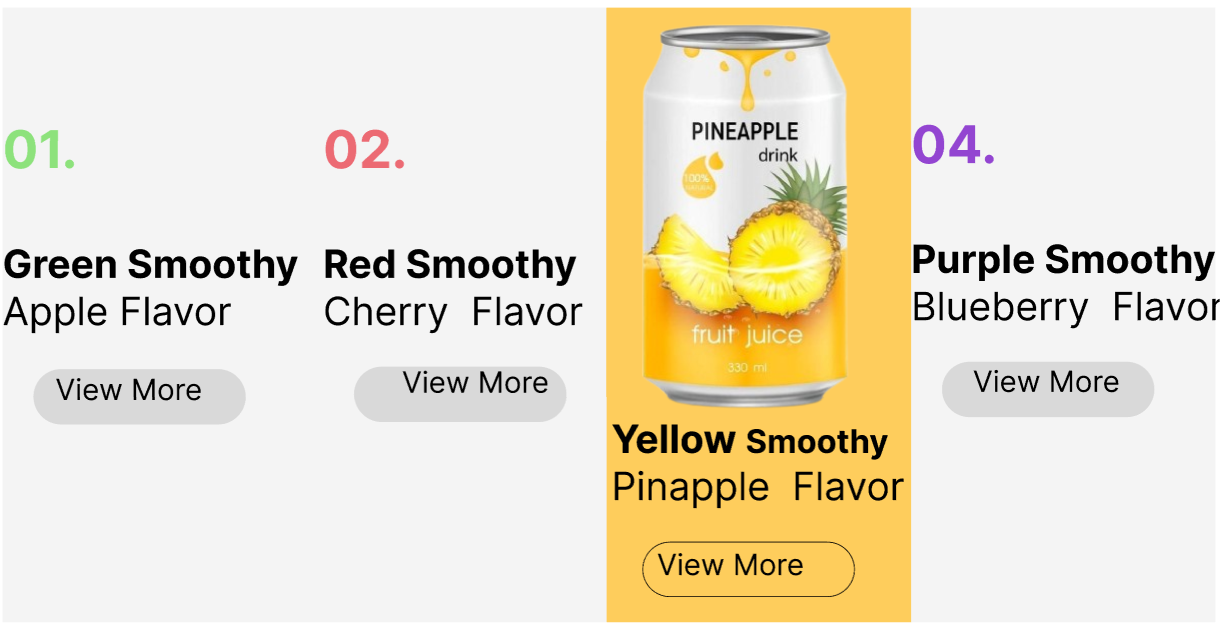 01.
Green Smoothy
Apple Flavor
View More
02.
Red Smoothy
Cherry Flavor
View More
PINEAPPLE
drink
100%
NATURAL
fruit juice
330 ml
Yellow Smoothy
Pinapple Flavor
View More
04.
Purple Smoothy
Blueberry Flavor
View More